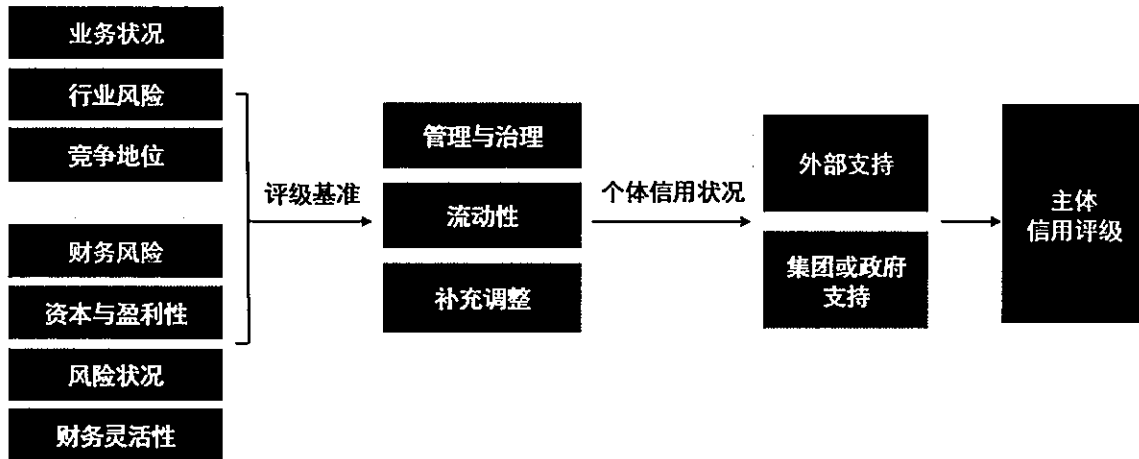 业务状况
行业风险
竞争地位
财务风险
资本与盈利性
风险状况
财务灵活性
评级基准
管理与治理
流动性
补充调整
个体信用状况
外部支持
集团或政府
支持
主体
信用评级